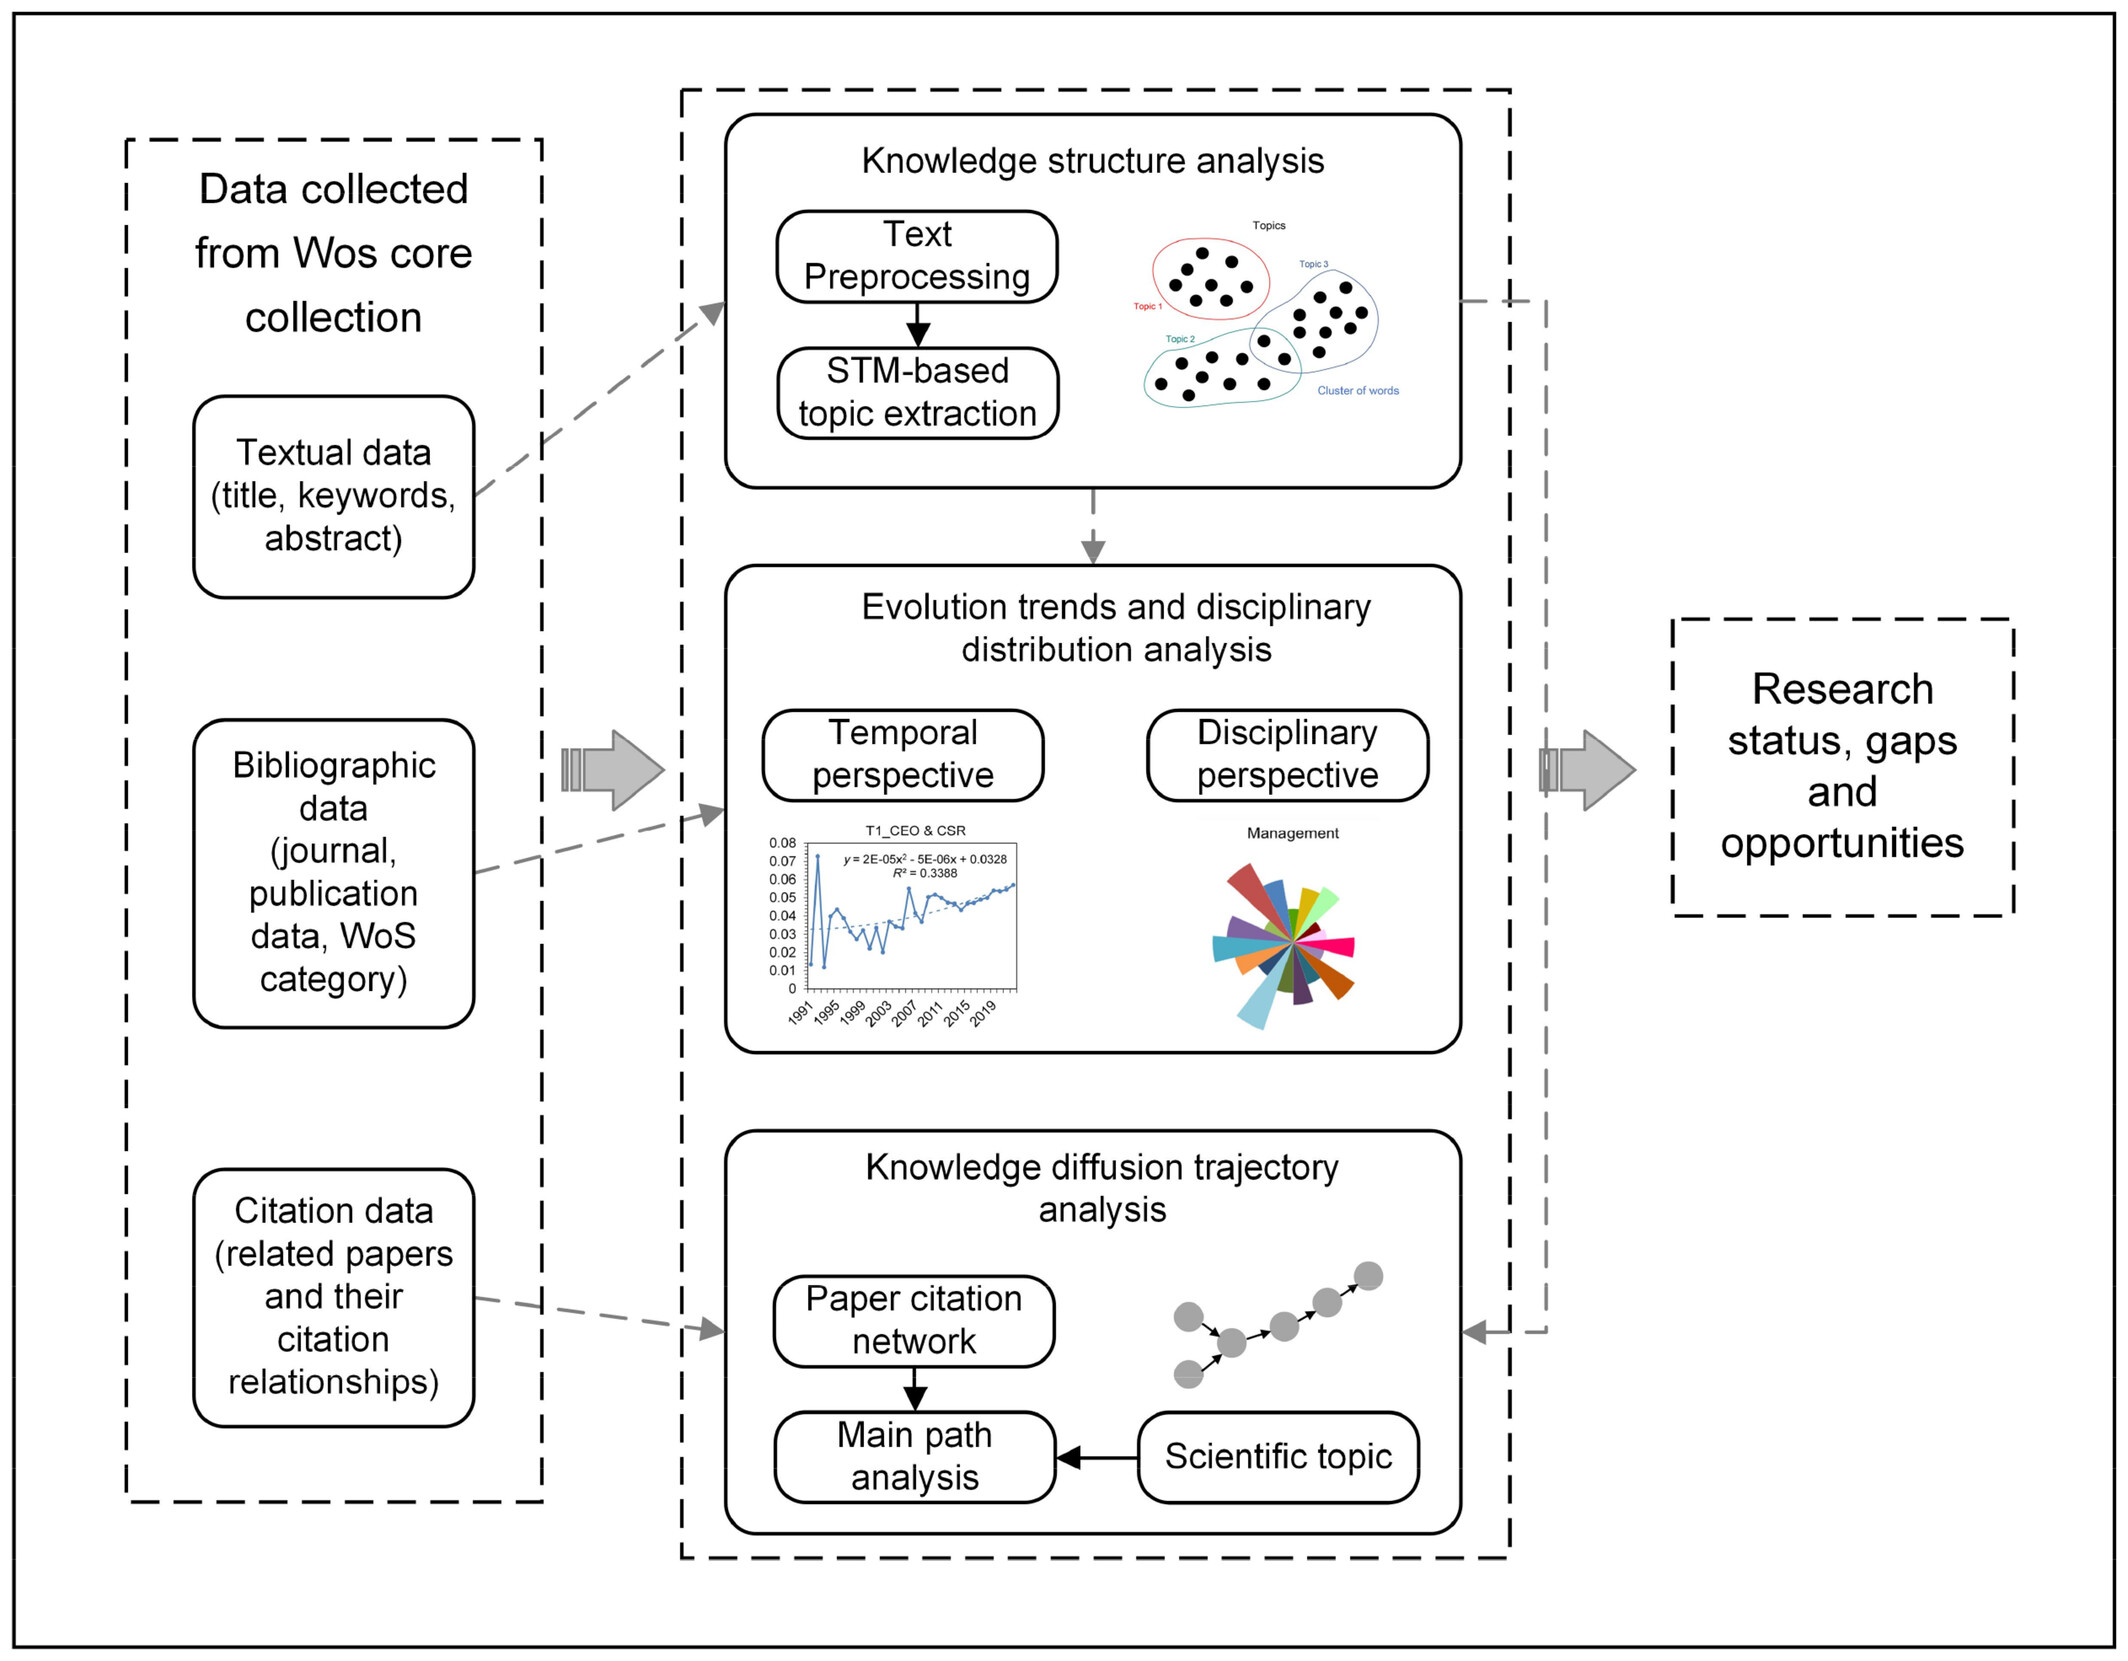 Data collected
from Wos core
collection
Textual data
(title, keywords,
abstract)
Bibliographic
data
(journal,
publication
data, WoS
category)
Citation data
(related papers
and their
citation
relationships)
Knowledge structure analysis
Text
Preprocessing
STM-based
topic extraction
Topics
Topic 1
Topic 3
Topic 2
Cluster of words
Evolution trends and disciplinary
distribution analysis
Temporal
perspective
Disciplinary
perspective
T1_CEO & CSR
y = 2E-05x² - 5E-06x + 0.0328
R² = 0.3388
0.08
0.07
0.06
0.05
0.04
0.03
0.02
0.01
0
1991
1995
1999
2003
2007
2011
2015
2019
Management
Knowledge diffusion trajectory
analysis
Paper citation
network
Main path
analysis
Scientific topic
Research
status, gaps
and
opportunities